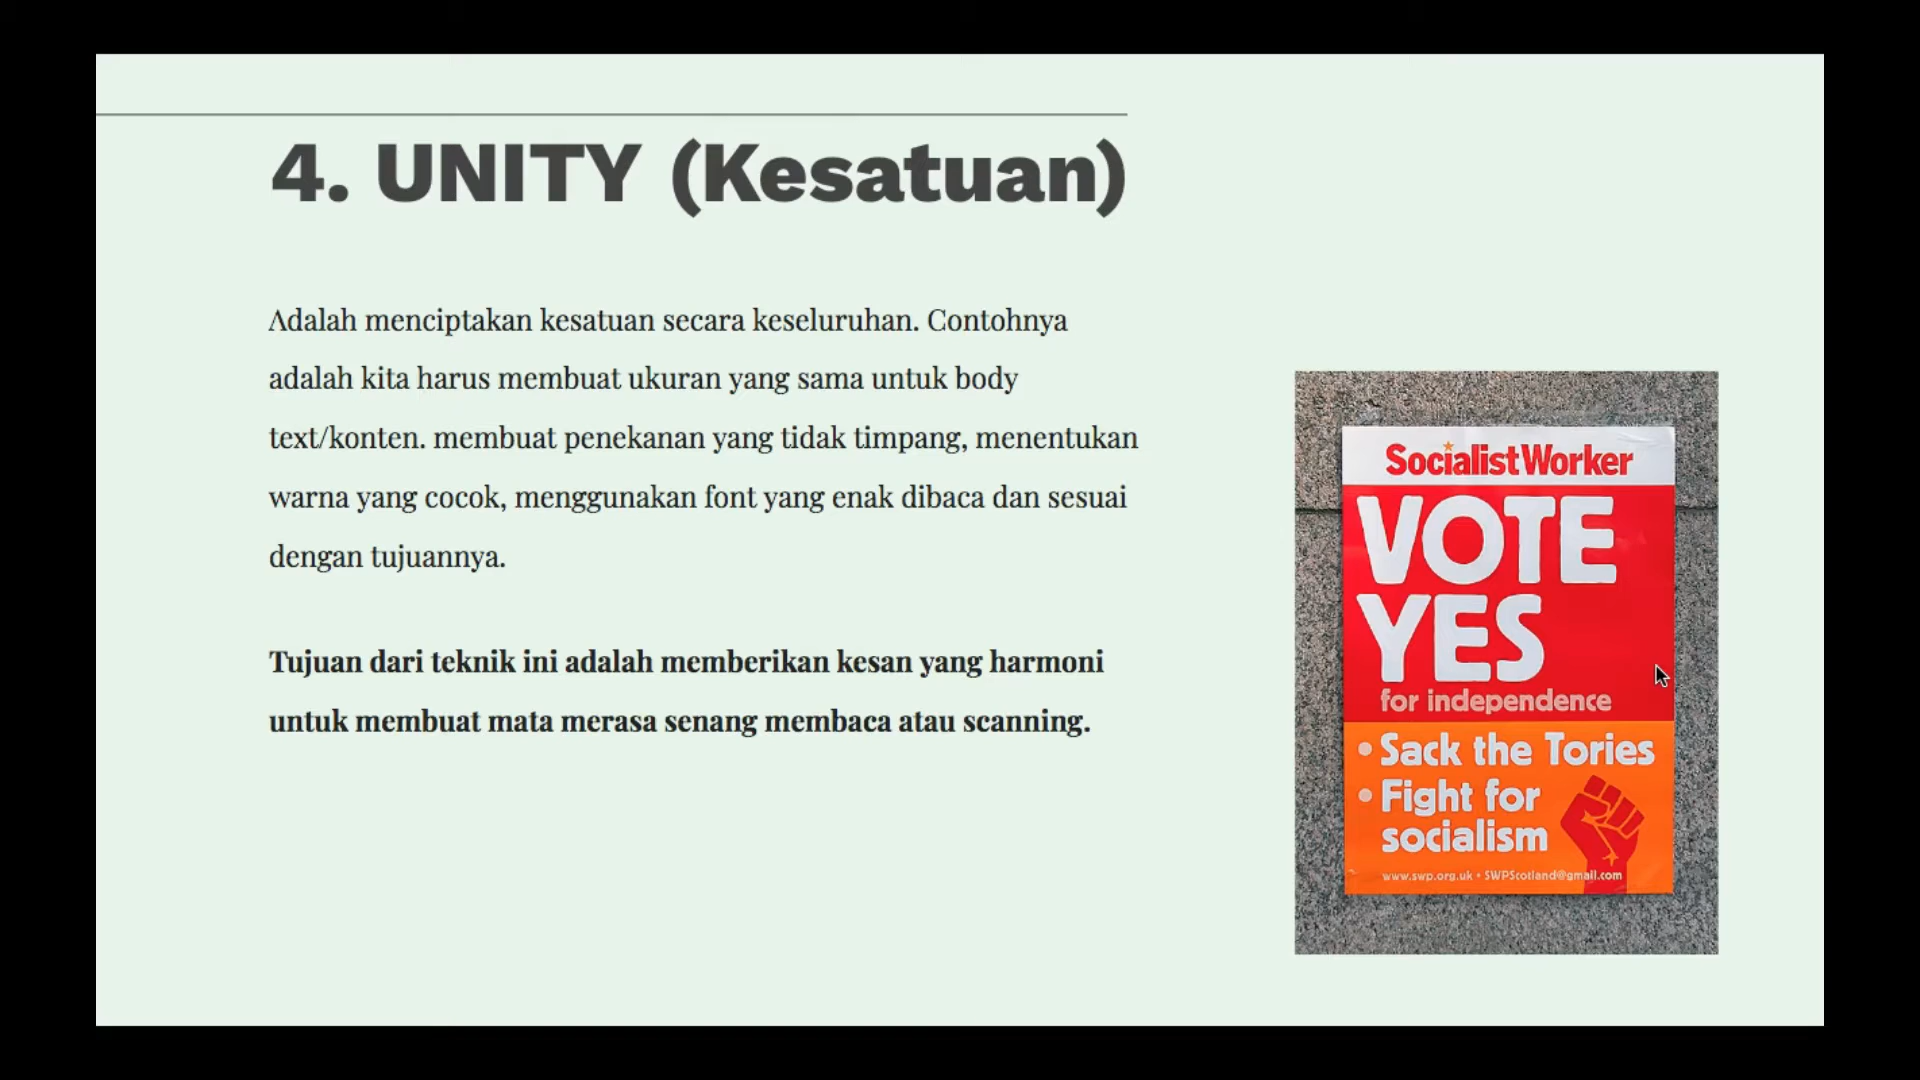 4. UNITY (Kesatuan)
Adalah menciptakan kesatuan secara keseluruhan. Contohnya
adalah kita harus membuat ukuran yang sama untuk body
text/konten. membuat penekanan yang tidak timpang, menentukan
warna yang cocok, menggunakan font yang enak dibaca dan sesuai
dengan tujuannya.
Tujuan dari teknik ini adalah memberikan kesan yang harmoni
untuk membuat mata merasa senang membaca atau scanning.
Socialist Worker
VOTE
YES
for independence
• Sack the Tories
• Fight for
socialism
www.swp.org.uk • SWPScotland@gmail.com